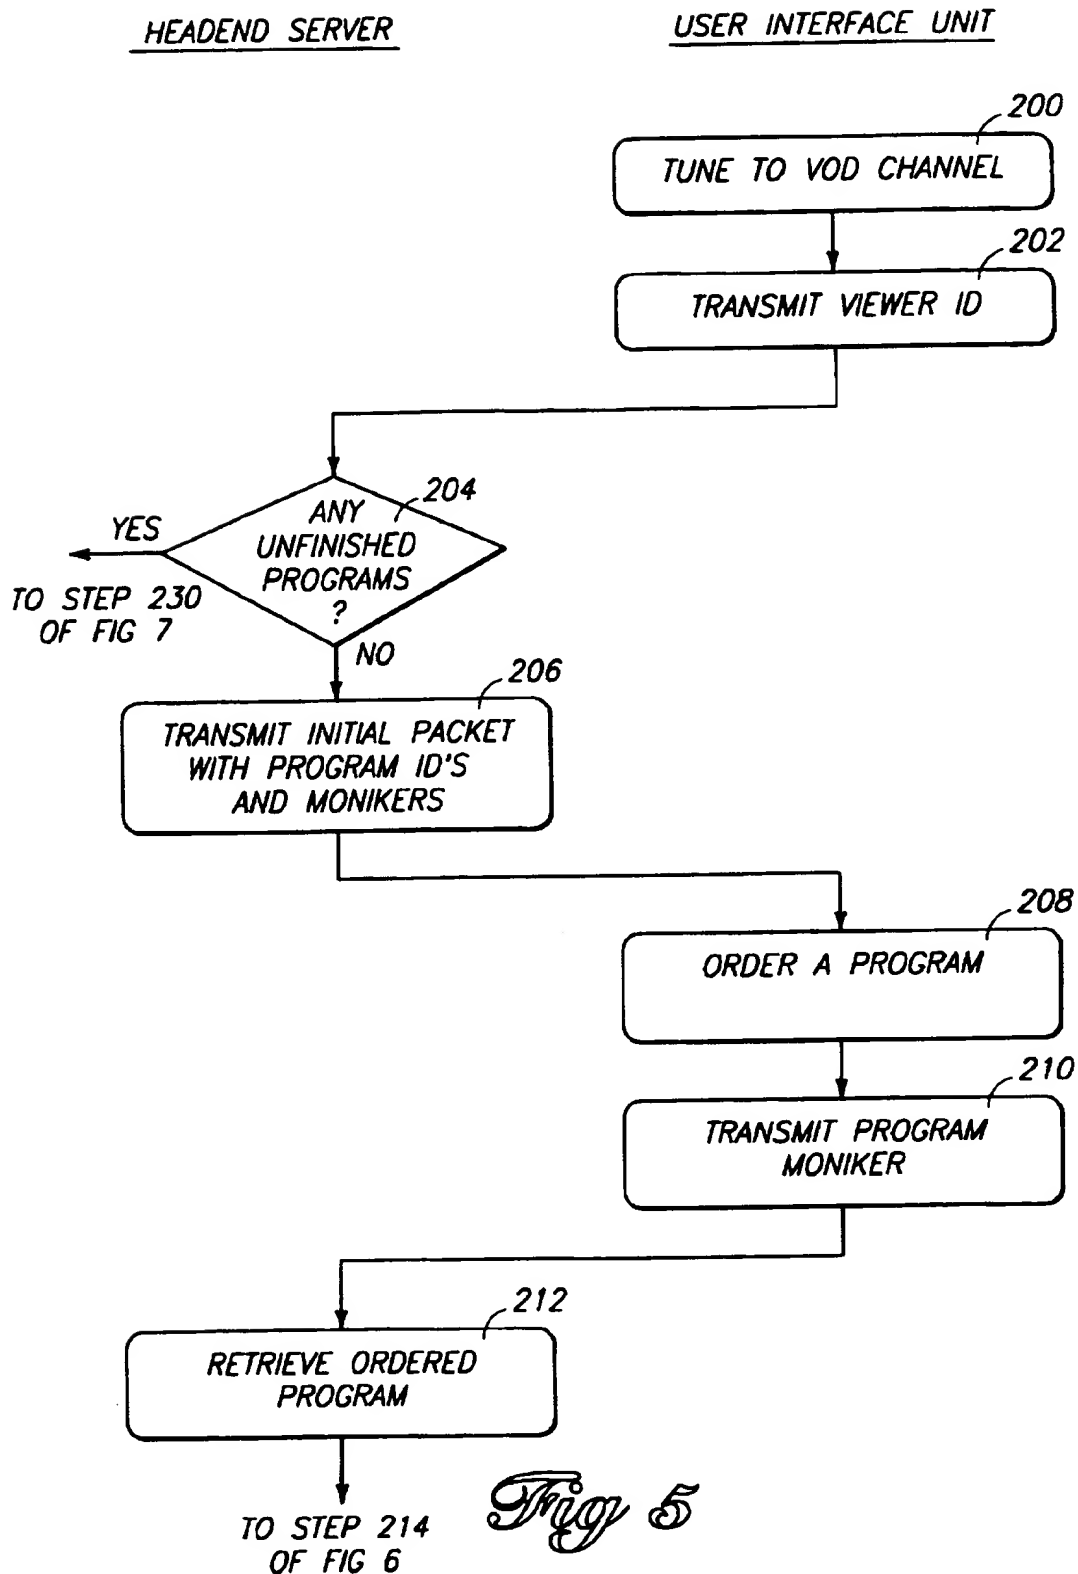 HEADEND SERVER
USER INTERFACE UNIT
200
TUNE TO VOD CHANNEL
202
TRANSMIT VIEWER ID
204
ANY
UNFINISHED
PROGRAMS
?
YES
TO STEP 230
OF FIG 7
NO
206
TRANSMIT INITIAL PACKET
WITH PROGRAM ID'S
AND MONIKERS
208
ORDER A PROGRAM
210
TRANSMIT PROGRAM
MONIKER
212
RETRIEVE ORDERED
PROGRAM
TO STEP 214
OF FIG 6
Fig 5